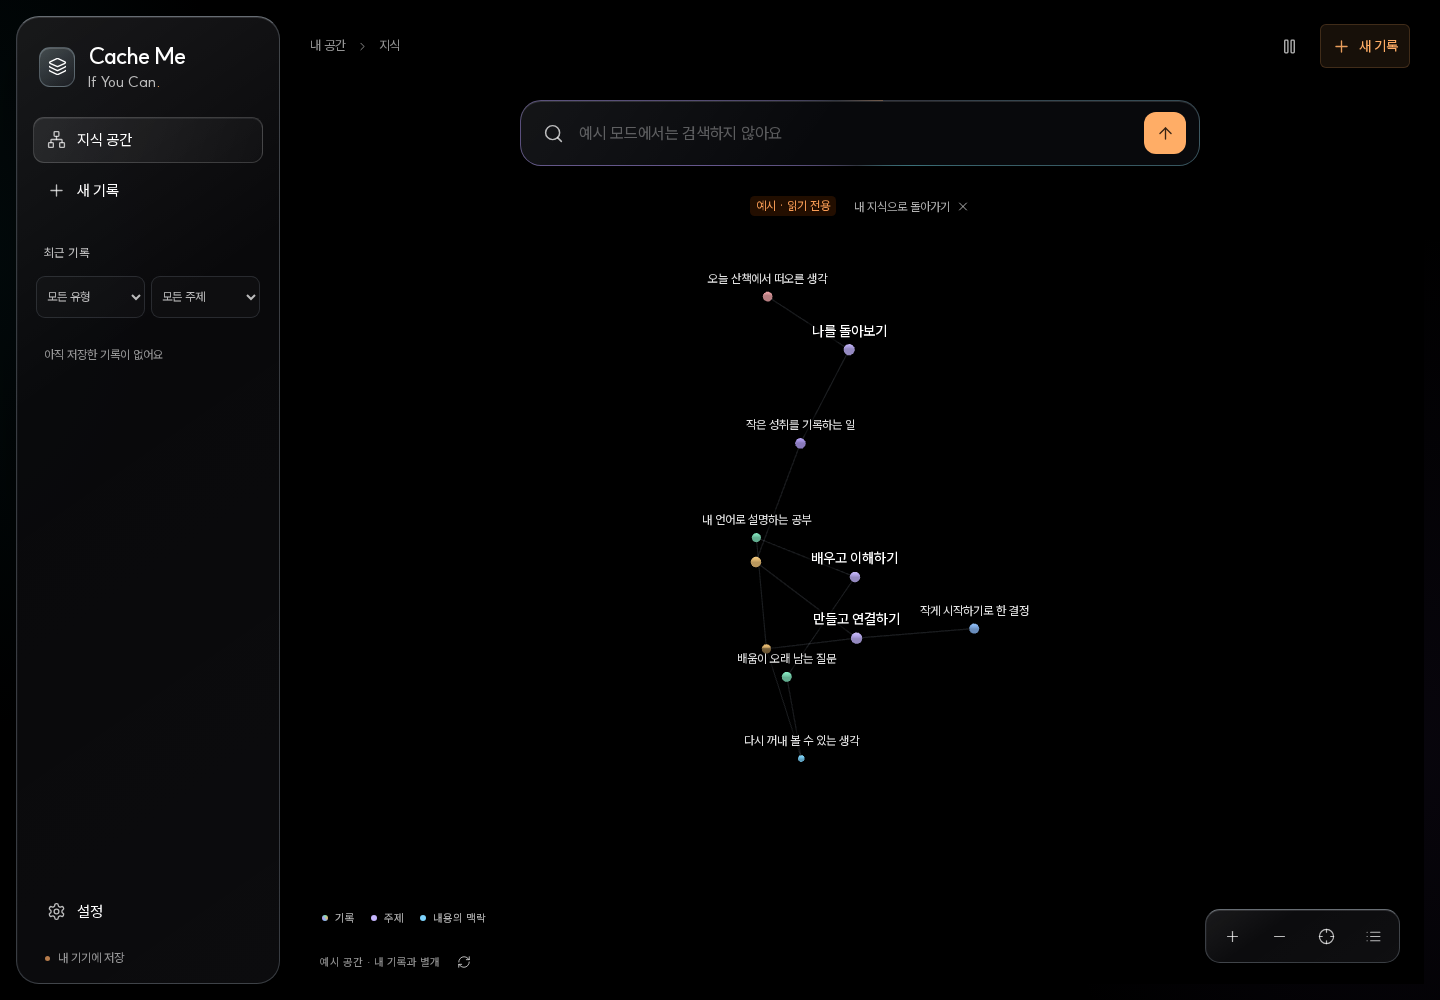 Cache Me
If You Can.
지식 공간
새 기록
최근 기록
모든 유형
모든 주제
아직 저장한 기록이 없어요
설정
내 기기에 저장
내 공간 > 지식
새 기록
예시 모드에서는 검색하지 않아요
예시 · 읽기 전용
내 지식으로 돌아가기 ×
오늘 산책에서 떠오른 생각
나를 돌아보기
작은 성취를 기록하는 일
내 언어로 설명하는 공부
배우고 이해하기
작게 시작하기로 한 결정
만들고 연결하기
배움이 오래 남는 질문
다시 꺼내 볼 수 있는 생각
기록
주제
내용의 맥락
예시 공간 · 내 기록과 별개